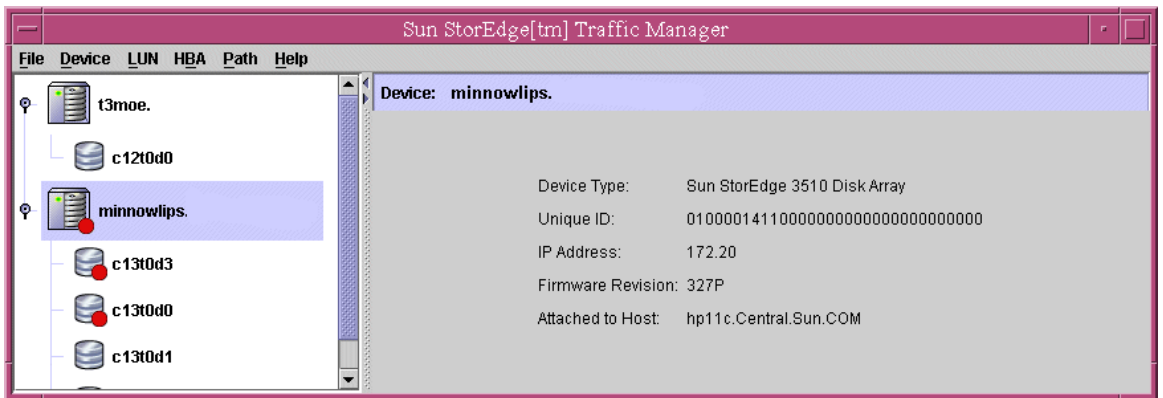 Sun StorEdge[tm] Traffic Manager
File Device LUN HBA Path Help
t3moe.
c12t0d0
minnowlips.
c13t0d3
c13t0d0
c13t0d1
Device: minnowlips.
Device Type: Sun StorEdge 3510 Disk Array
Unique ID: 01000014110000000000000000000000
IP Address: 172.20
Firmware Revision: 327P
Attached to Host: hp11c.Central.Sun.COM